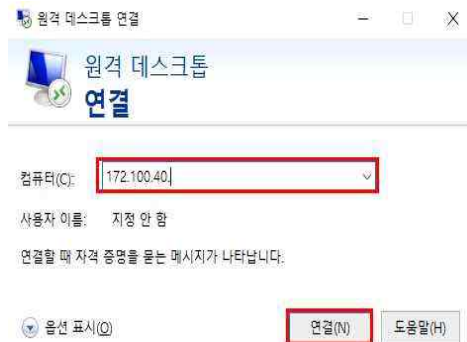 원격 데스크톱 연결
원격 데스크톱
연결
컴퓨터(C): 172.100.40.
사용자 이름: 지정 안 함
연결할 때 자격 증명을 묻는 메시지가 나타납니다.
옵션 표시(O) 연결(N) 도움말(H)